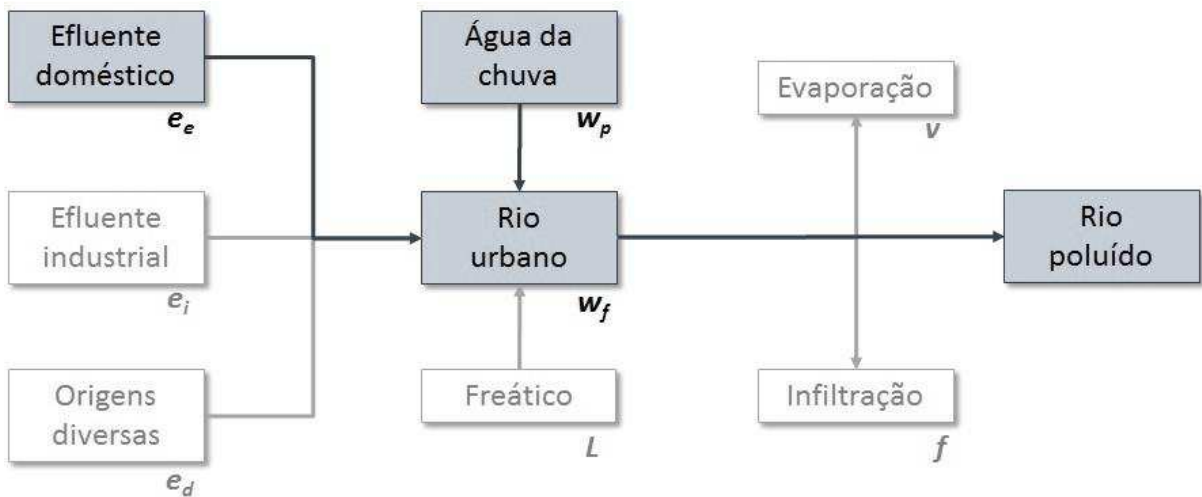 Efluente
doméstico
e_e
Água da
chuva
w_p
Evaporação
v
Efluente
industrial
e_i
Rio
urbano
w_f
Rio
poluído
Origens
diversas
e_d
Freático
L
Infiltração
f